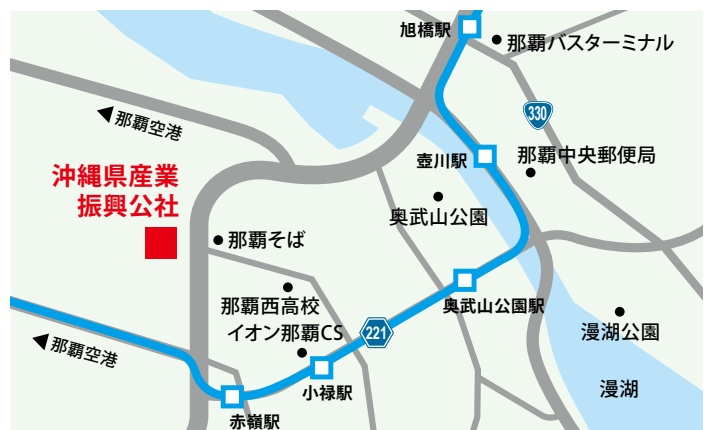 旭橋駅
那覇バスターミナル
330
那覇空港
壺川駅
那覇中央郵便局
沖縄県産業
振興公社
奥武山公園
那覇そば
那覇西高校
奥武山公園駅
イオン那覇CS
221
漫湖公園
那覇空港
小禄駅
漫湖
赤嶺駅